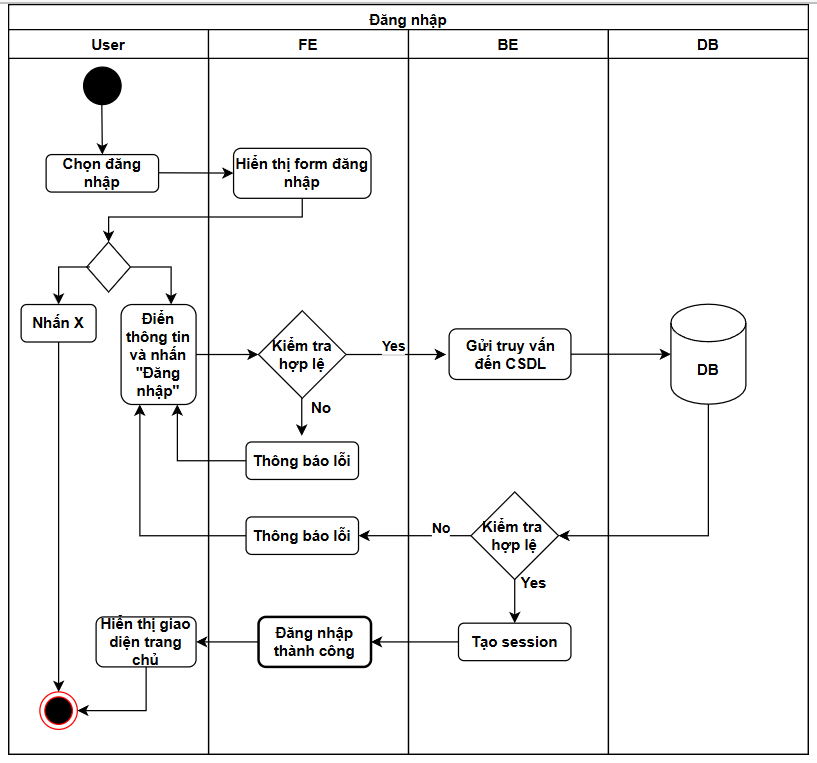 Đăng nhập
User
FE
BE
DB
Chọn đăng
nhập
Hiển thị form đăng
nhập
Nhấn X
Điển
thông tin
và nhấn
"Đăng
nhập"
Kiểm tra
hợp lệ
Yes
Gửi truy vấn
đến CSDL
DB
No
Thông báo lỗi
Thông báo lỗi
No
Kiểm tra
hợp lệ
Yes
Hiển thị giao
diện trang
chủ
Đăng nhập
thành công
Tạo session